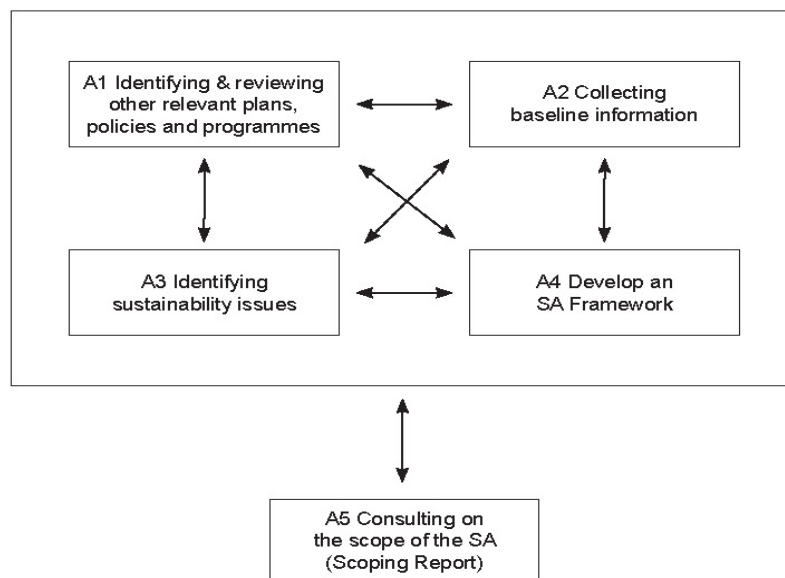 A1 Identifying & reviewing
other relevant plans,
policies and programmes
A2 Collecting
baseline information
A3 Identifying
sustainability issues
A4 Develop an
SA Framework
A5 Consulting on
the scope of the SA
(Scoping Report)